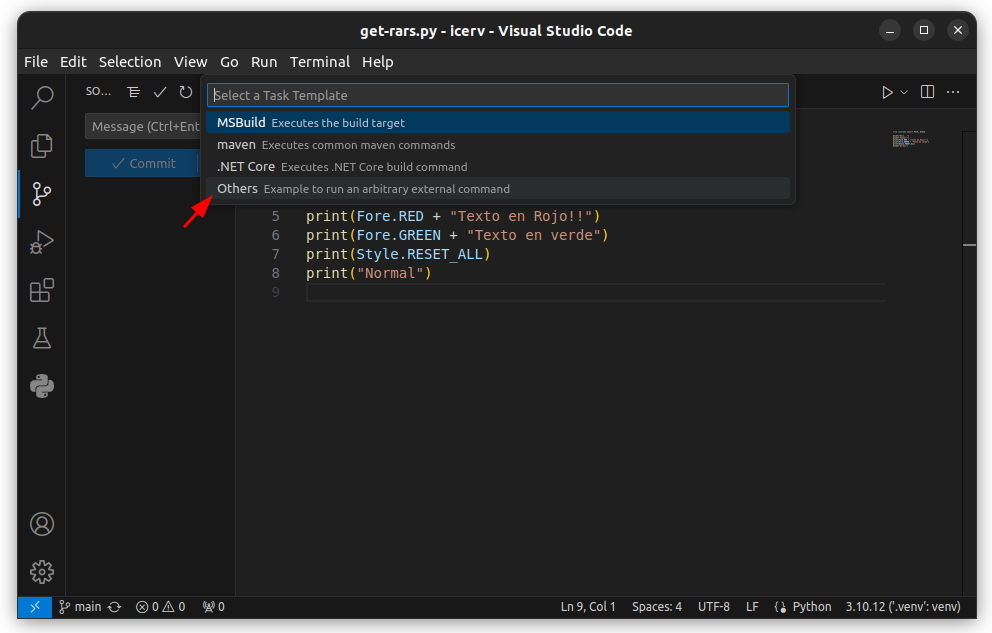 get-rars.py - icerv - Visual Studio Code
File Edit Selection View Go Run Terminal Help
SO...
Select a Task Template
Message (Ctrl+Ent
MSBuild Executes the build target
maven Executes common maven commands
Commit
.NET Core Executes .NET Core build command
Others Example to run an arbitrary external command
5 print(Fore.RED + "Texto en Rojo!!")
6 print(Fore.GREEN + "Texto en verde")
7 print(Style.RESET_ALL)
8 print("Normal")
9
main 0 0 0 Ln 9, Col 1 Spaces: 4 UTF-8 LF Python 3.10.12 ('.venv': venv)